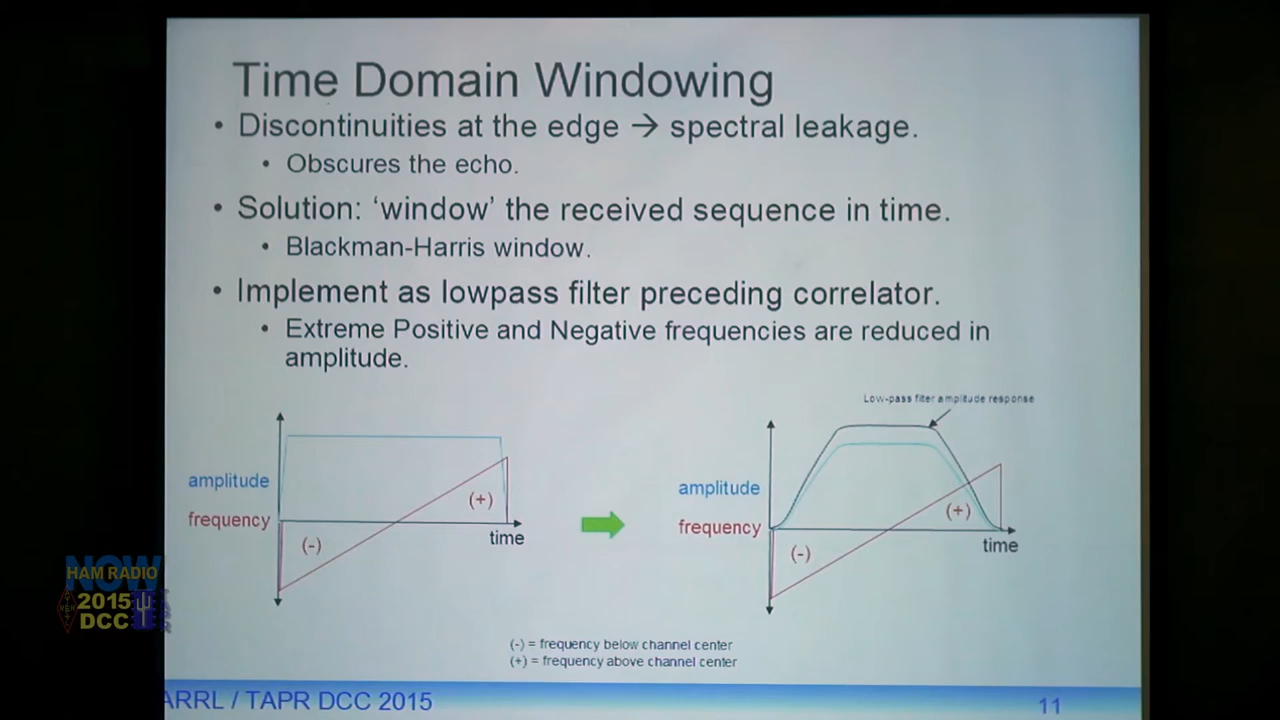 Time Domain Windowing
• Discontinuities at the edge → spectral leakage.
• Obscures the echo.
• Solution: ‘window’ the received sequence in time.
• Blackman-Harris window.
• Implement as lowpass filter preceding correlator.
• Extreme Positive and Negative frequencies are reduced in
amplitude.
Low-pass filter amplitude response
amplitude
frequency
(-)
(+)
time
amplitude
frequency
(-)
(+)
time
(-) = frequency below channel center
(+) = frequency above channel center
NOW
HAM RADIO
2015
DCC
ARRL / TAPR DCC 2015
11